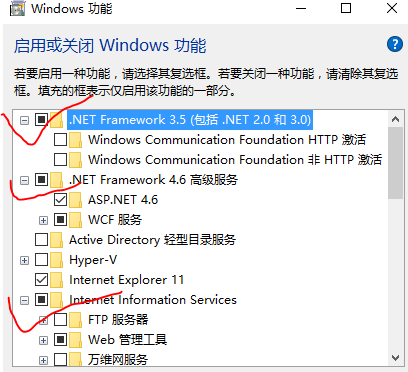 Windows 功能
启用或关闭 Windows 功能
若要启用一种功能，请选择其复选框。若要关闭一种功能，请清除其复选
框。填充的框表示仅启用该功能的一部分。
.NET Framework 3.5 (包括 .NET 2.0 和 3.0)
Windows Communication Foundation HTTP 激活
Windows Communication Foundation 非 HTTP 激活
.NET Framework 4.6 高级服务
ASP.NET 4.6
WCF 服务
Active Directory 轻型目录服务
Hyper-V
Internet Explorer 11
Internet Information Services
FTP 服务器
Web 管理工具
万维网服务